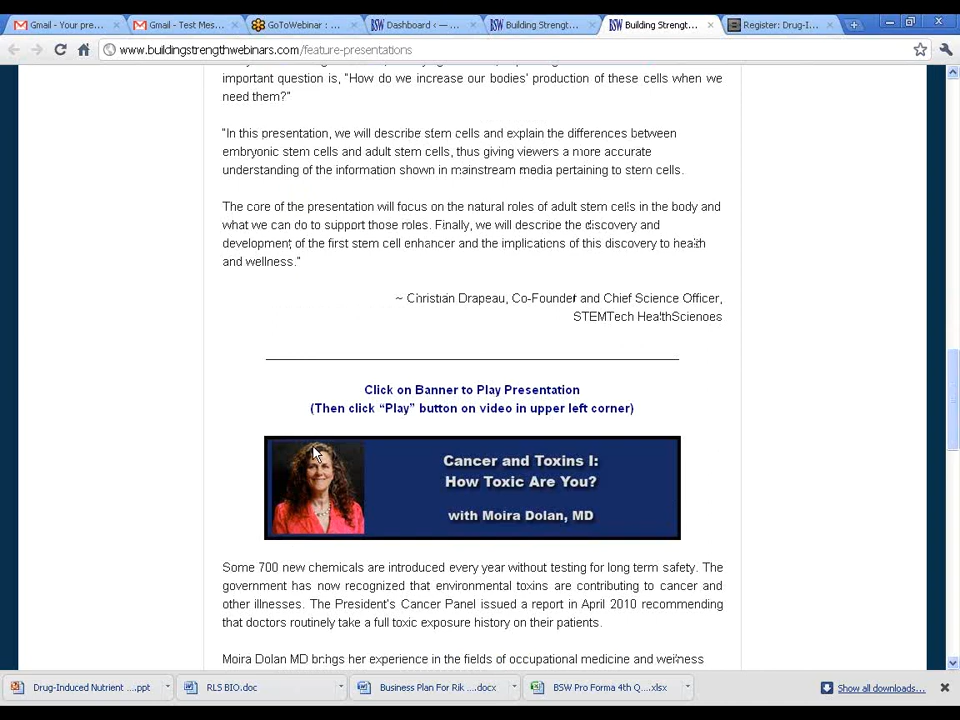 Gmail - Your pre...
Gmail - Test Mes...
GoToWebinar : ...
BSW Dashboard ‹ — ...
BSW Building Strengt...
BSW Building Strengt...
Register: Drug-I...
www.buildingstrengthwebinars.com/feature-presentations
important question is, "How do we increase our bodies' production of these cells when we
need them?"
"In this presentation, we will describe stem cells and explain the differences between
embryonic stem cells and adult stem cells, thus giving viewers a more accurate
understanding of the information shown in mainstream media pertaining to stem cells.
The core of the presentation will focus on the natural roles of adult stem cells in the body and
what we can do to support those roles. Finally, we will describe the discovery and
development of the first stem cell enhancer and the implications of this discovery to health
and wellness."
~ Christian Drapeau, Co-Founder and Chief Science Officer,
STEMTech HealthSciences
Click on Banner to Play Presentation
(Then click “Play” button on video in upper left corner)
Cancer and Toxins I:
How Toxic Are You?
with Moira Dolan, MD
Some 700 new chemicals are introduced every year without testing for long term safety. The
government has now recognized that environmental toxins are contributing to cancer and
other illnesses. The President's Cancer Panel issued a report in April 2010 recommending
that doctors routinely take a full toxic exposure history on their patients.
Moira Dolan MD brings her experience in the fields of occupational medicine and wellness
Drug-Induced Nutrient ....ppt
RLS BIO.doc
Business Plan For Rik ....docx
BSW Pro Forma 4th Q....xlsx
Show all downloads...